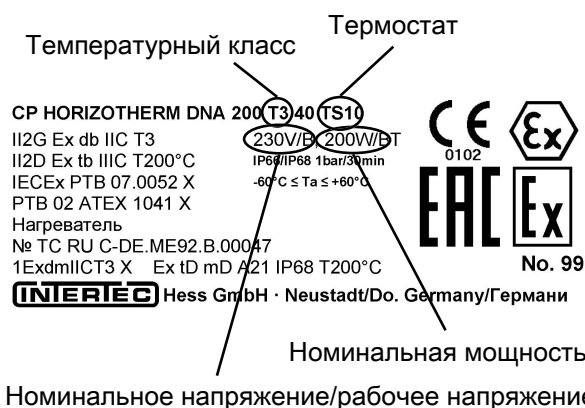 Термостат
Температурный класс
CP HORIZOTHERM DNA 200 T3 40 TS10
II2G Ex db IIC T3
230V/В, 200W/ВТ
II2D Ex tb IIIC T200°C
IP66/IP68 1bar/30min
IECEx PTB 07.0052 X
-60°C ≤ Ta ≤ +60°C
PTB 02 ATEX 1041 X
Нагреватель
№ TC RU C-DE.ME92.B.00047
1ExdmIICT3 X Ex tD mD A21 IP68 T200°C
CE
0102
Ex
EAC
Ex
No. 99
INTERTEC Hess GmbH · Neustadt/Do. Germany/Германи
Номинальная мощность
Номинальное напряжение/рабочее напряжение